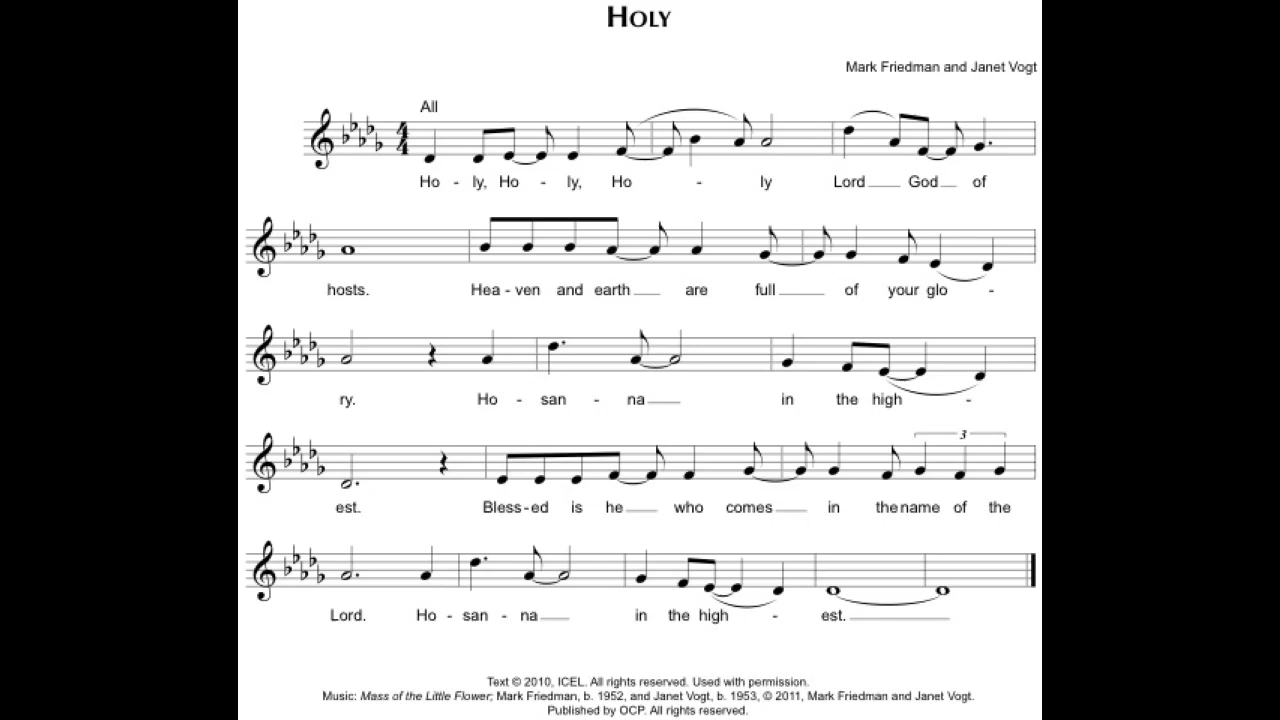 HOLY
Mark Friedman and Janet Vogt
All
4
4
Ho - ly, Ho - ly, Ho - ly Lord God of
hosts. Hea - ven and earth are full of your glo -
ry. Ho - san - na in the high -
3
est. Bless - ed is he who comes in the name of the
Lord. Ho - san - na in the high - est.
Text © 2010, ICEL. All rights reserved. Used with permission.
Music: Mass of the Little Flower; Mark Friedman, b. 1952, and Janet Vogt, b. 1953, © 2011, Mark Friedman and Janet Vogt.
Published by OCP. All rights reserved.